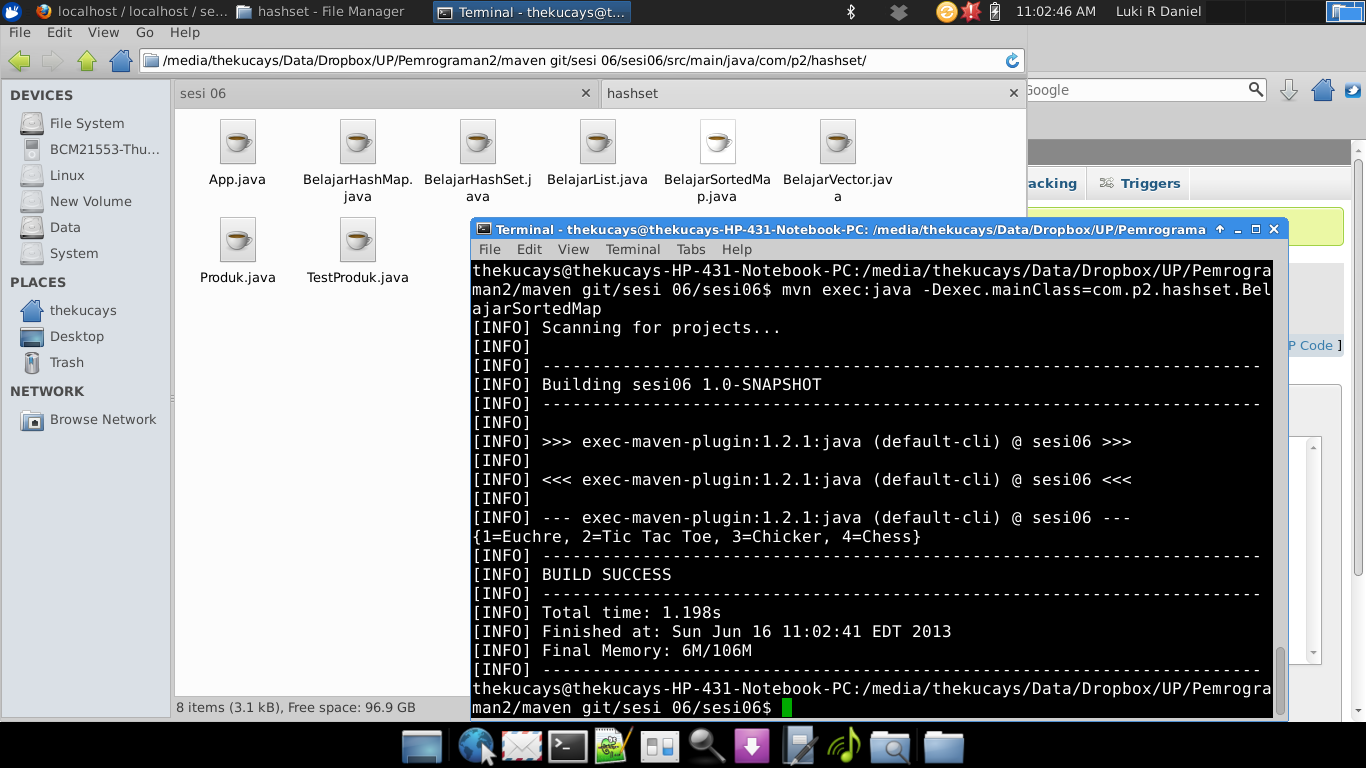 localhost / localhost / se...
hashset - File Manager
Terminal - thekucays@t...
11:02:46 AM
Luki R Daniel
File Edit View Go Help
/media/thekucays/Data/Dropbox/UP/Pemrograman2/maven git/sesi 06/sesi06/src/main/java/com/p2/hashset/
Google
DEVICES
File System
BCM21553-Thu...
Linux
New Volume
Data
System
PLACES
thekucays
Desktop
Trash
NETWORK
Browse Network
sesi 06
hashset
App.java
BelajarHashMap.
java
BelajarHashSet.j
ava
BelajarList.java
BelajarSortedMa
p.java
BelajarVector.jav
a
Produk.java
TestProduk.java
8 items (3.1 kB), Free space: 96.9 GB
acking
Triggers
P Code ]
Terminal - thekucays@thekucays-HP-431-Notebook-PC: /media/thekucays/Data/Dropbox/UP/Pemrograma
File Edit View Terminal Tabs Help
thekucays@thekucays-HP-431-Notebook-PC:/media/thekucays/Data/Dropbox/UP/Pemrogra
man2/maven git/sesi 06/sesi06$ mvn exec:java -Dexec.mainClass=com.p2.hashset.Bel
ajarSortedMap
[INFO] Scanning for projects...
[INFO]
[INFO] ------------------------------------------------------------------------
[INFO] Building sesi06 1.0-SNAPSHOT
[INFO] ------------------------------------------------------------------------
[INFO]
[INFO] >>> exec-maven-plugin:1.2.1:java (default-cli) @ sesi06 >>>
[INFO]
[INFO] <<< exec-maven-plugin:1.2.1:java (default-cli) @ sesi06 <<<
[INFO]
[INFO] --- exec-maven-plugin:1.2.1:java (default-cli) @ sesi06 ---
{1=Euchre, 2=Tic Tac Toe, 3=Chicker, 4=Chess}
[INFO] ------------------------------------------------------------------------
[INFO] BUILD SUCCESS
[INFO] ------------------------------------------------------------------------
[INFO] Total time: 1.198s
[INFO] Finished at: Sun Jun 16 11:02:41 EDT 2013
[INFO] Final Memory: 6M/106M
[INFO] ------------------------------------------------------------------------
thekucays@thekucays-HP-431-Notebook-PC:/media/thekucays/Data/Dropbox/UP/Pemrogra
man2/maven git/sesi 06/sesi06$